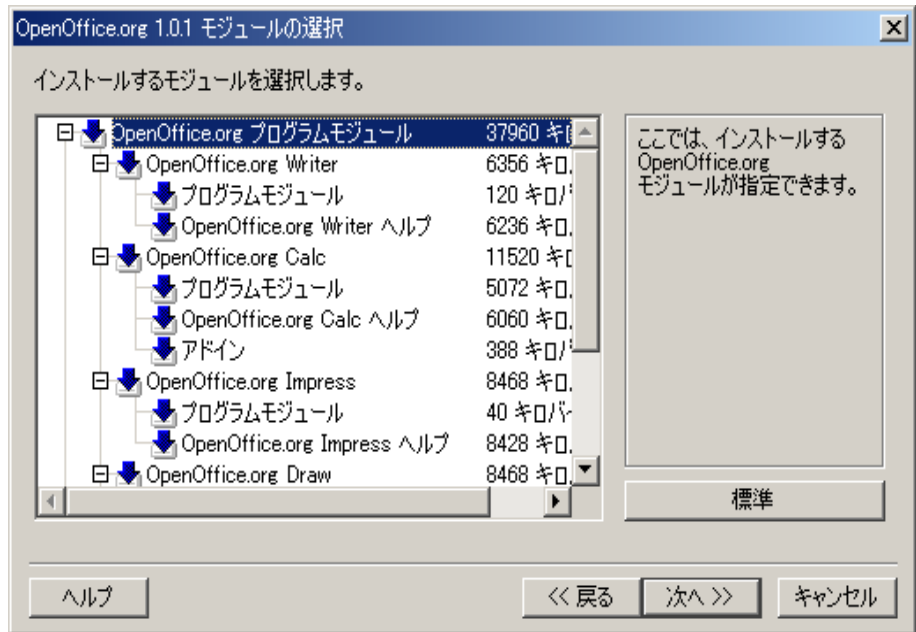 OpenOffice.org 1.0.1 モジュールの選択
インストールするモジュールを選択します。
OpenOffice.org プログラムモジュール 37960 キロ
OpenOffice.org Writer 6356 キロ
プログラムモジュール 120 キロバ
OpenOffice.org Writer ヘルプ 6236 キロ
OpenOffice.org Calc 11520 キロ
プログラムモジュール 5072 キロ
OpenOffice.org Calc ヘルプ 6060 キロ
アドイン 388 キロバ
OpenOffice.org Impress 8468 キロ
プログラムモジュール 40 キロバイ
OpenOffice.org Impress ヘルプ 8428 キロ
OpenOffice.org Draw 8468 キロ
ここでは、インストールする
OpenOffice.org
モジュールが指定できます。
標準
ヘルプ
<< 戻る
次へ >>
キャンセル